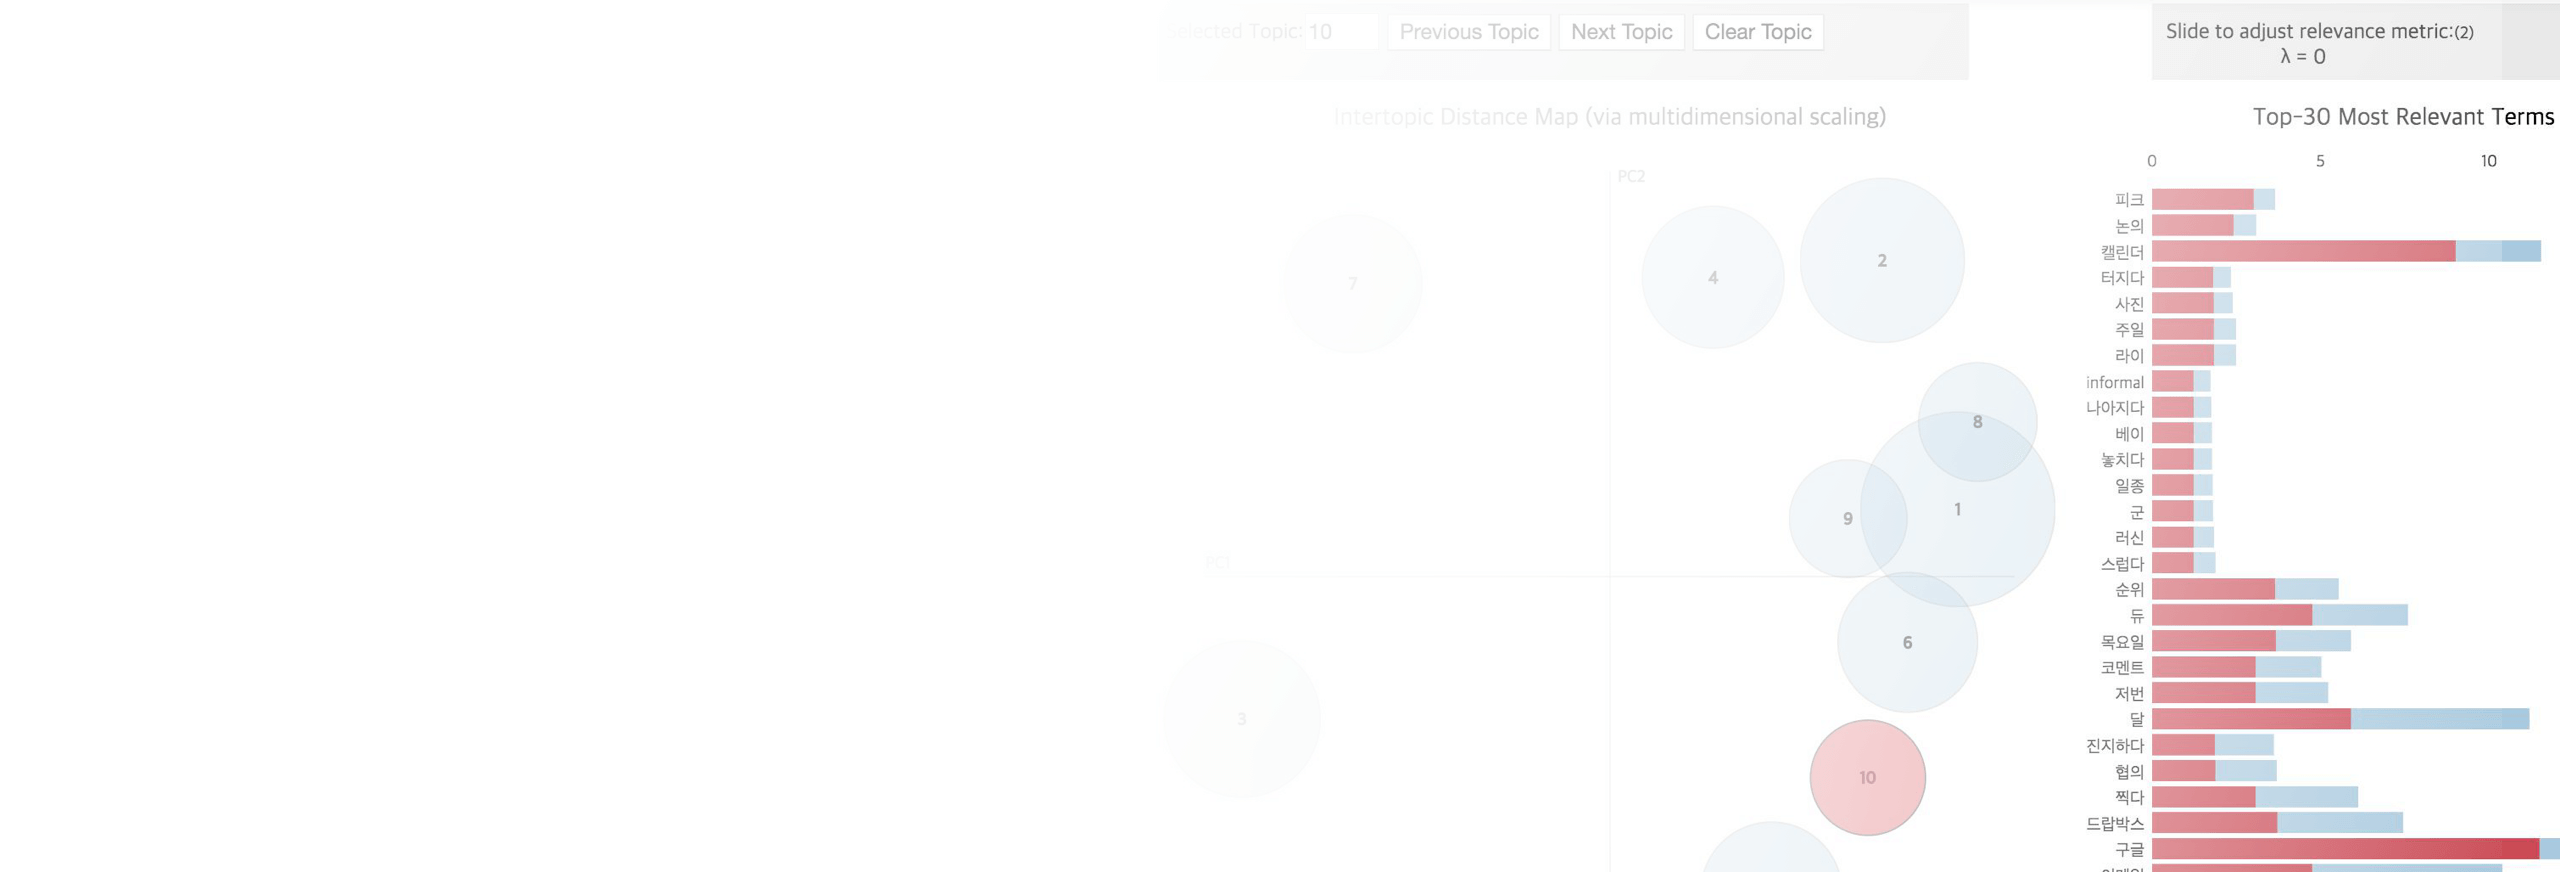 Selected Topic: 10 Previous Topic Next Topic Clear Topic
Slide to adjust relevance metric:(2)
λ = 0
Intertopic Distance Map (via multidimensional scaling)
PC2
PC1
7
4
2
8
1
9
6
3
10
Top-30 Most Relevant Terms
0 5 10
피크
논의
캘린더
터지다
사진
주일
라이
informal
나아지다
베이
놓치다
일종
군
러신
스럽다
순위
듀
목요일
코멘트
저번
달
진지하다
협의
찍다
드랍박스
구글